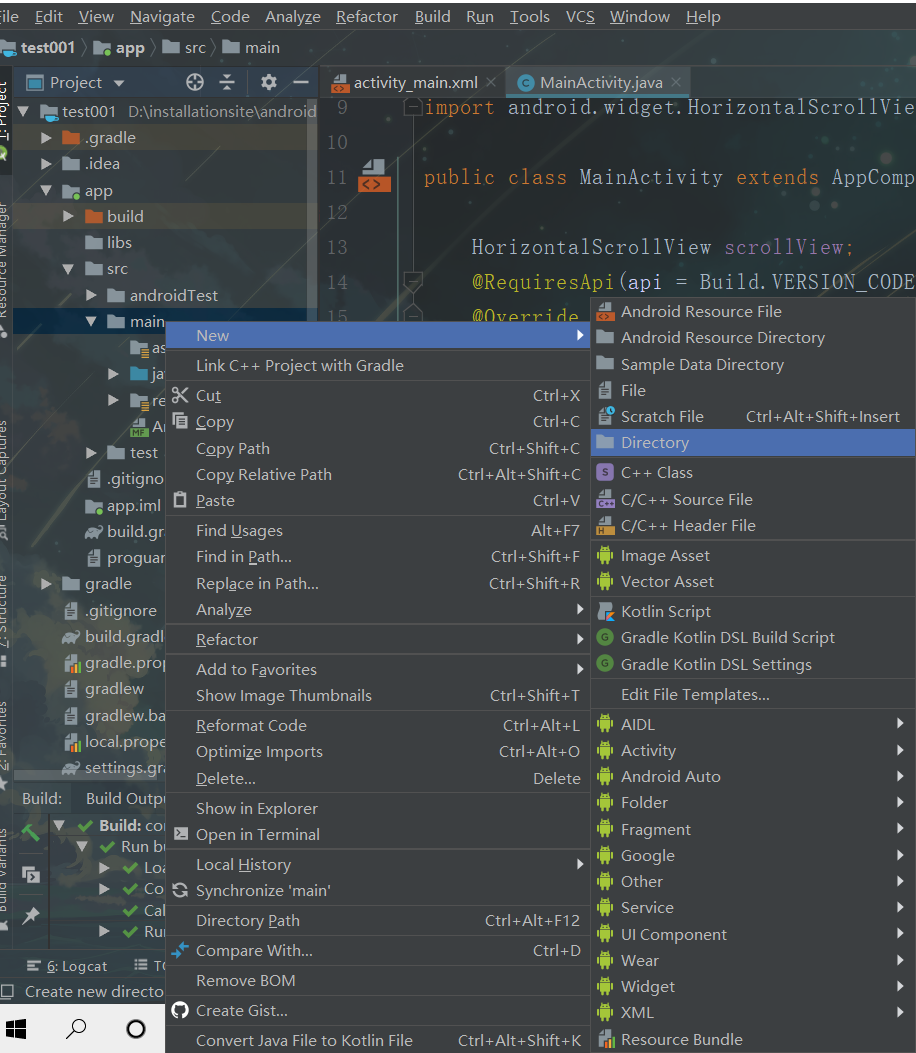 File Edit View Navigate Code Analyze Refactor Build Run Tools VCS Window Help
test001 app src main
Project
activity_main.xml
MainActivity.java
1: Project
Resource Manager
Layout Captures
7: Structure
2: Favorites
Build Variants
test001 D:\installationsite\android
.gradle
.idea
app
build
libs
src
androidTest
main
as
ja
re
test
.gitigno
app.iml
build.gra
proguar
gradle
.gitignore
build.gradl
gradle.prop
gradlew
gradlew.ba
local.prope
settings.gra
9 import android.widget.HorizontalScrollVie
10
11 public class MainActivity extends AppComp
12
13 HorizontalScrollView scrollView;
14 @RequiresApi(api = Build.VERSION_CODE
15 @Override
New
Link C++ Project with Gradle
Cut Ctrl+X
Copy Ctrl+C
Copy Path Ctrl+Shift+C
Copy Relative Path Ctrl+Alt+Shift+C
Paste Ctrl+V
Find Usages Alt+F7
Find in Path... Ctrl+Shift+F
Replace in Path... Ctrl+Shift+R
Analyze
Refactor
Add to Favorites
Show Image Thumbnails Ctrl+Shift+T
Reformat Code Ctrl+Alt+L
Optimize Imports Ctrl+Alt+O
Delete... Delete
Show in Explorer
Open in Terminal
Local History
Synchronize 'main'
Directory Path Ctrl+Alt+F12
Compare With... Ctrl+D
Remove BOM
Create Gist...
Convert Java File to Kotlin File Ctrl+Alt+Shift+K
Android Resource File
Android Resource Directory
Sample Data Directory
File
Scratch File Ctrl+Alt+Shift+Insert
Directory
C++ Class
C/C++ Source File
C/C++ Header File
Image Asset
Vector Asset
Kotlin Script
Gradle Kotlin DSL Build Script
Gradle Kotlin DSL Settings
Edit File Templates...
AIDL
Activity
Android Auto
Folder
Fragment
Google
Other
Service
UI Component
Wear
Widget
XML
Resource Bundle
Build: Build Outpu
Build: co
Run bu
Loa
Co
Cal
Rur
6: Logcat TO
Create new directo